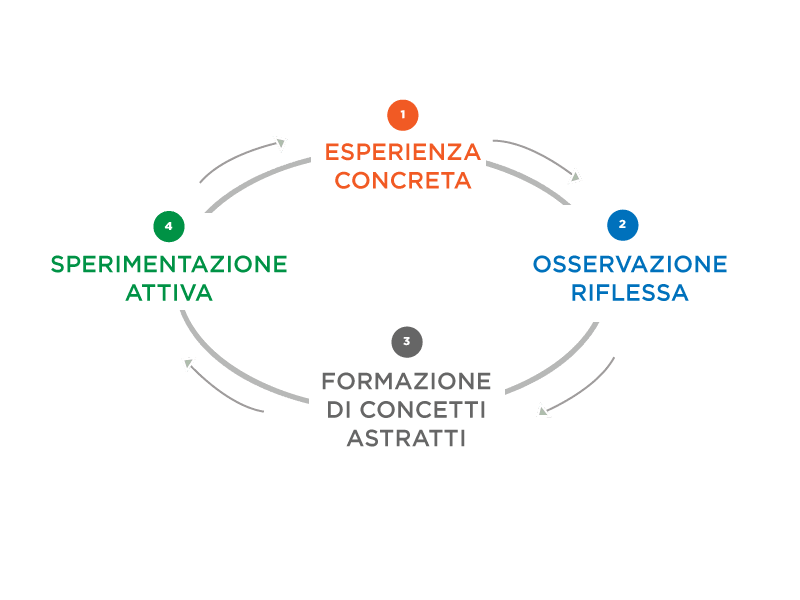 1
ESPERIENZA
CONCRETA
2
OSSERVAZIONE
RIFLESSA
3
FORMAZIONE
DI CONCETTI
ASTRATTI
4
SPERIMENTAZIONE
ATTIVA